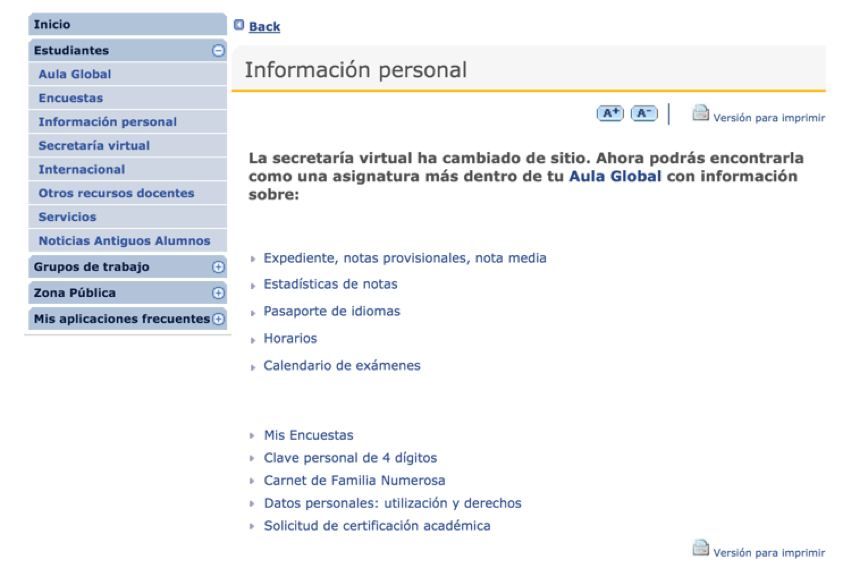 Inicio
Estudiantes
Aula Global
Encuestas
Información personal
Secretaría virtual
Internacional
Otros recursos docentes
Servicios
Noticias Antiguos Alumnos
Grupos de trabajo
Zona Pública
Mis aplicaciones frecuentes
Back
Información personal
A+ A-
Versión para imprimir
La secretaría virtual ha cambiado de sitio. Ahora podrás encontrarla
como una asignatura más dentro de tu Aula Global con información
sobre:
Expediente, notas provisionales, nota media
Estadísticas de notas
Pasaporte de idiomas
Horarios
Calendario de exámenes
Mis Encuestas
Clave personal de 4 dígitos
Carnet de Familia Numerosa
Datos personales: utilización y derechos
Solicitud de certificación académica
Versión para imprimir